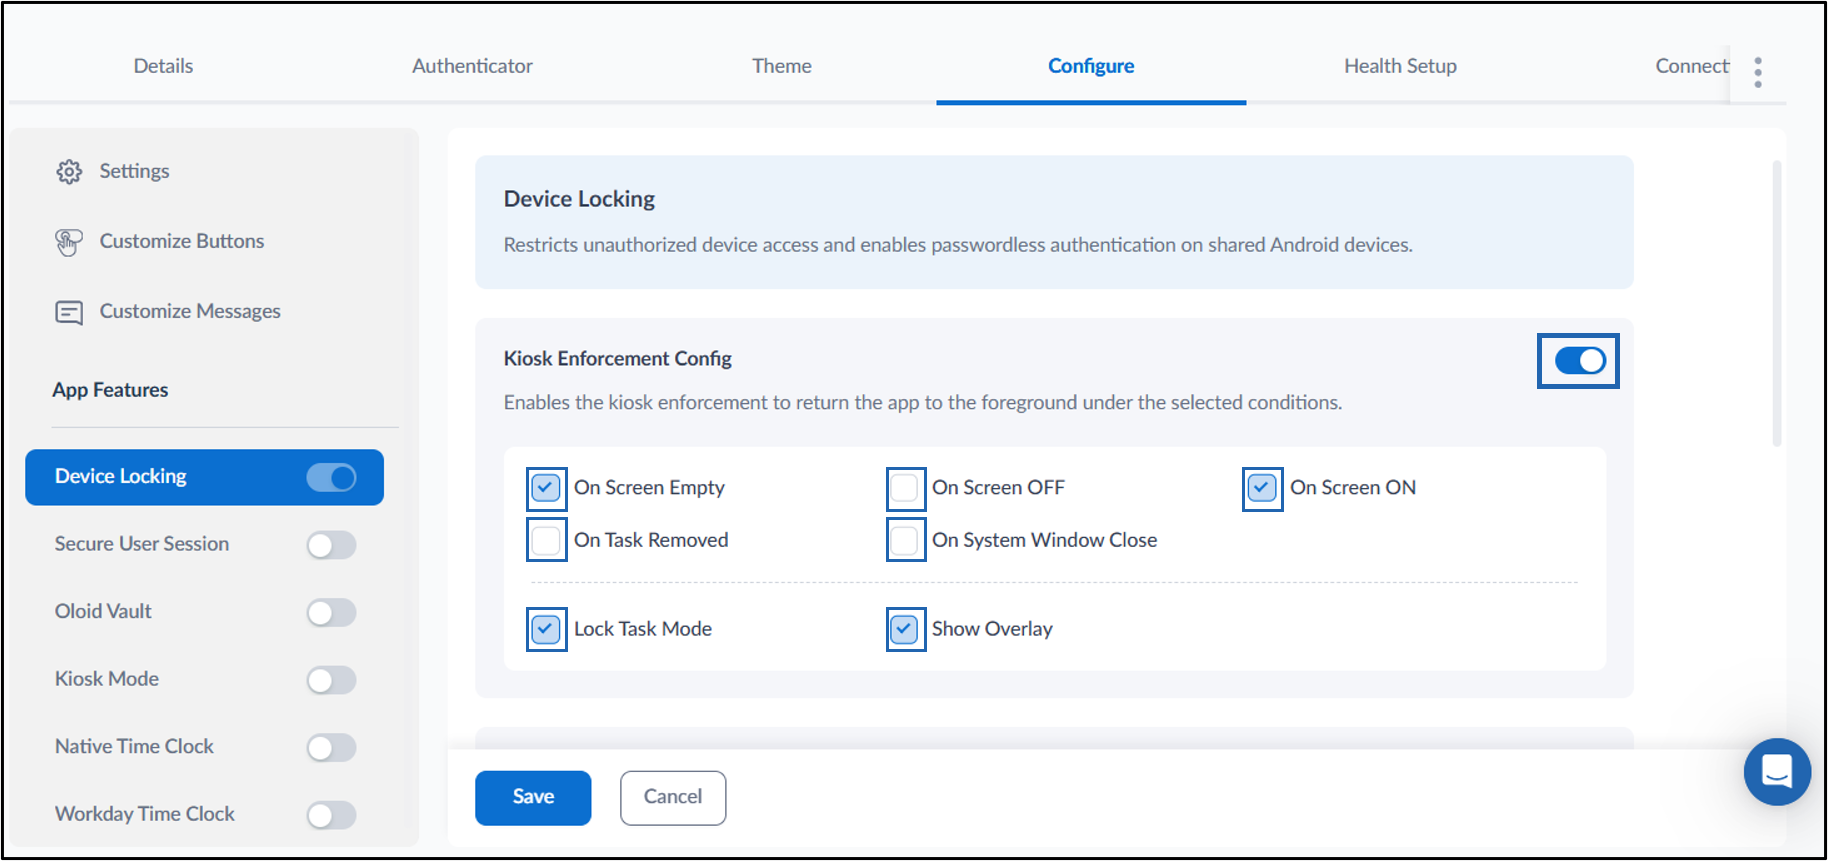 Details Authenticator Theme Configure Health Setup Connect
Settings
Customize Buttons
Customize Messages
App Features
Device Locking
Secure User Session
Oloid Vault
Kiosk Mode
Native Time Clock
Workday Time Clock
Device Locking
Restricts unauthorized device access and enables passwordless authentication on shared Android devices.
Kiosk Enforcement Config
Enables the kiosk enforcement to return the app to the foreground under the selected conditions.
On Screen Empty On Screen OFF On Screen ON
On Task Removed On System Window Close
Lock Task Mode Show Overlay
Save Cancel